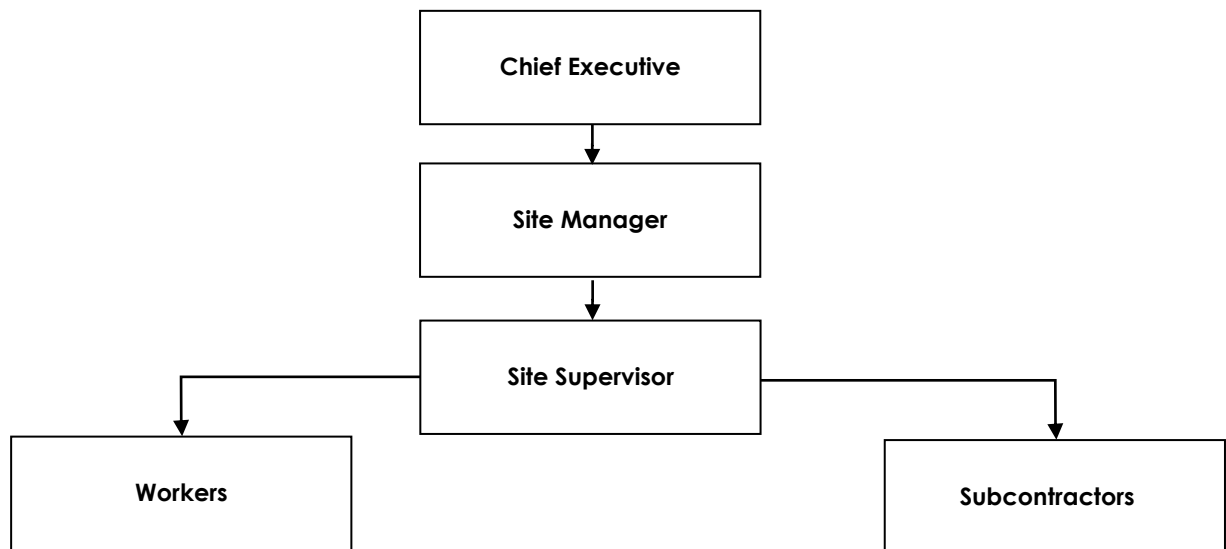 Chief Executive
Site Manager
Site Supervisor
Workers
Subcontractors